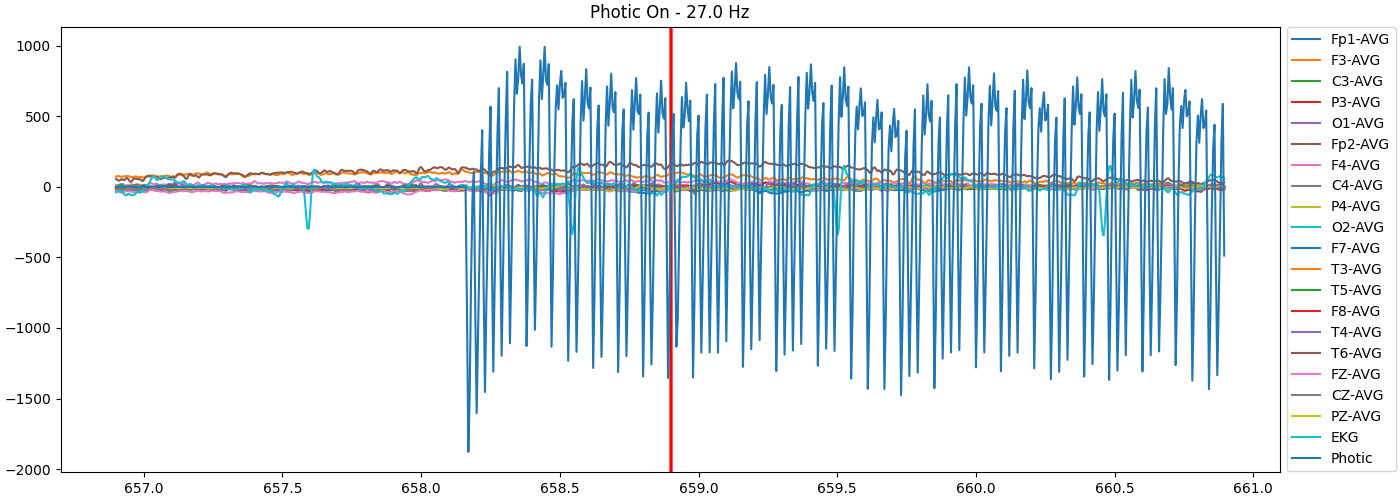 Photic On - 27.0 Hz
1000
500
0
−500
−1000
−1500
−2000
657.0 657.5 658.0 658.5 659.0 659.5 660.0 660.5 661.0
Fp1-AVG
F3-AVG
C3-AVG
P3-AVG
O1-AVG
Fp2-AVG
F4-AVG
C4-AVG
P4-AVG
O2-AVG
F7-AVG
T3-AVG
T5-AVG
F8-AVG
T4-AVG
T6-AVG
FZ-AVG
CZ-AVG
PZ-AVG
EKG
Photic